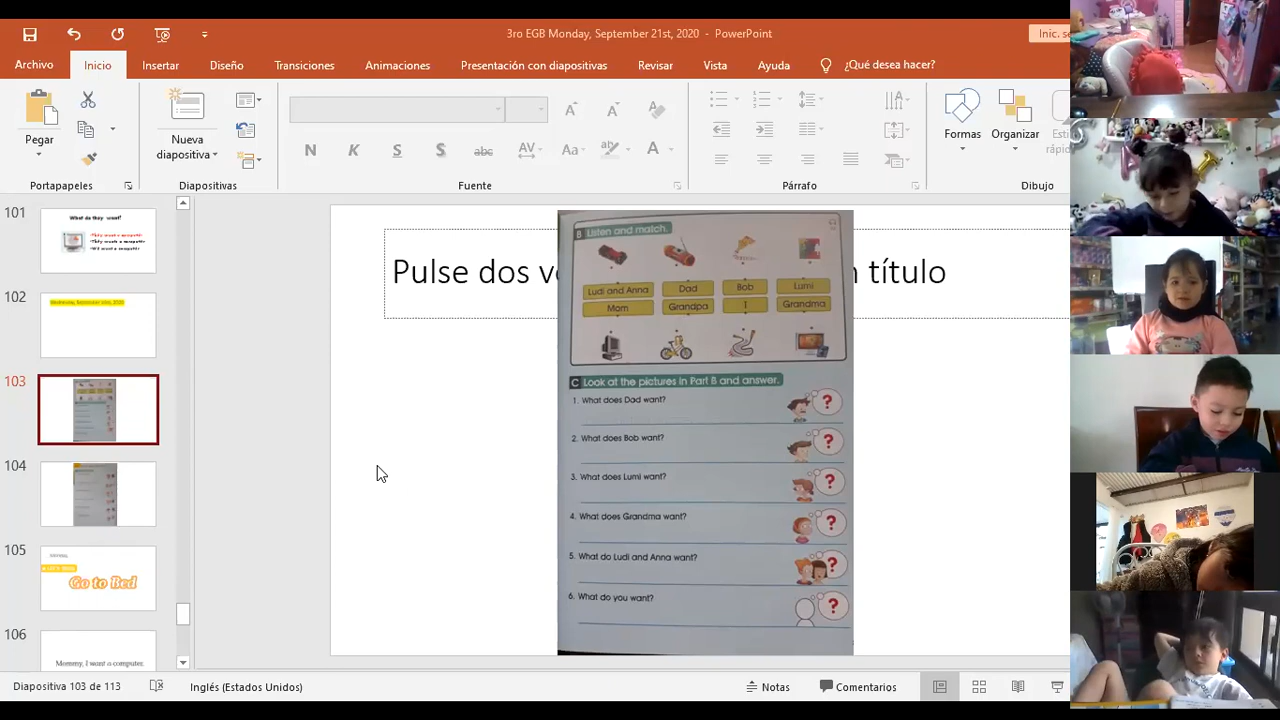 3ro EGB Monday, September 21st, 2020 - PowerPoint
Inic. se
Archivo Inicio Insertar Diseño Transiciones Animaciones Presentación con diapositivas Revisar Vista Ayuda ¿Qué desea hacer?
Pegar
Nueva diapositiva
N K S S abc AV Aa A
Formas Organizar Estil rápic
Portapapeles Diapositivas Fuente Párrafo Dibujo
101
What do they want?
102
103
104
105
Go to Bed
106
Mommy, I want a computer.
Pulse dos v n título
B Listen and match.
Ludi and Anna Dad Bob Lumi
Mom Grandpa I Grandma
C Look at the pictures in Part B and answer.
1. What does Dad want?
2. What does Bob want?
3. What does Lumi want?
4. What does Grandma want?
5. What do Ludi and Anna want?
6. What do you want?
Diapositiva 103 de 113 Inglés (Estados Unidos) Notas Comentarios